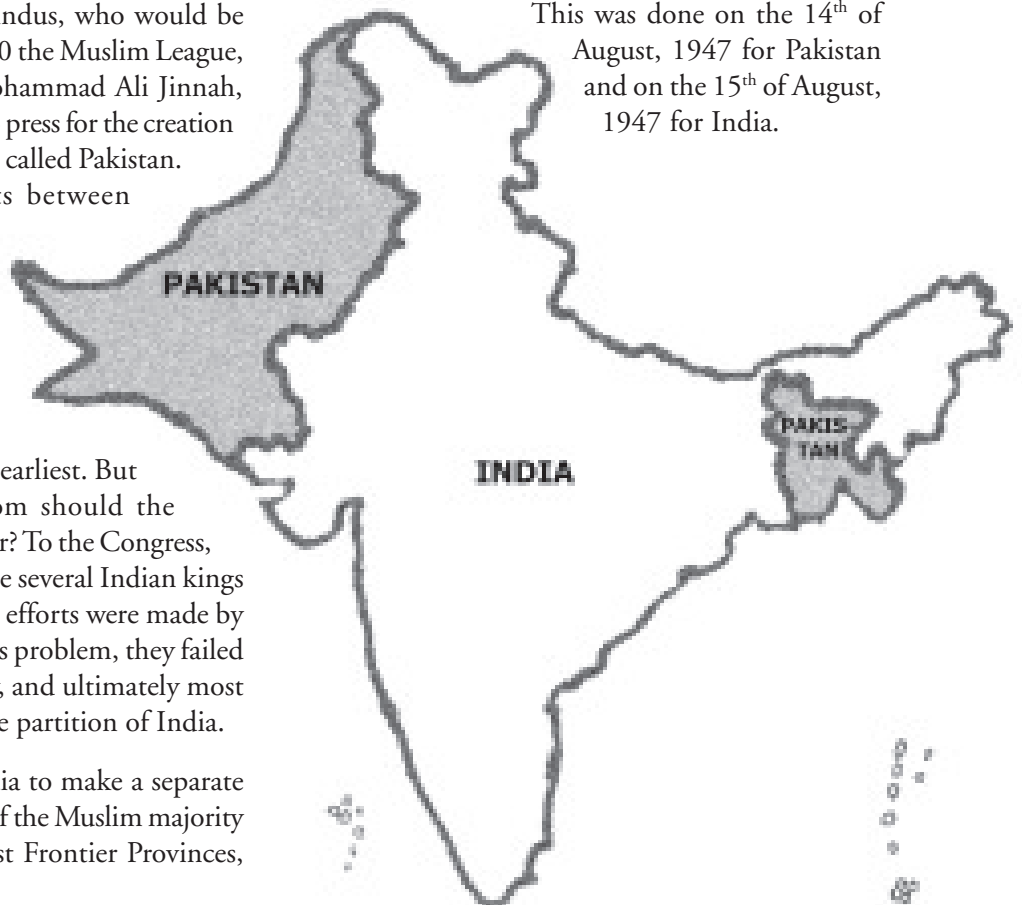 ndus, who would be
0 the Muslim League,
ohammad Ali Jinnah,
press for the creation
called Pakistan.
s between
earliest. But
om should the
r? To the Congress,
e several Indian kings
efforts were made by
s problem, they failed
, and ultimately most
e partition of India.
ia to make a separate
f the Muslim majority
st Frontier Provinces,
This was done on the 14th of
August, 1947 for Pakistan
and on the 15th of August,
1947 for India.
PAKISTAN
INDIA
PAKIS-
TAN